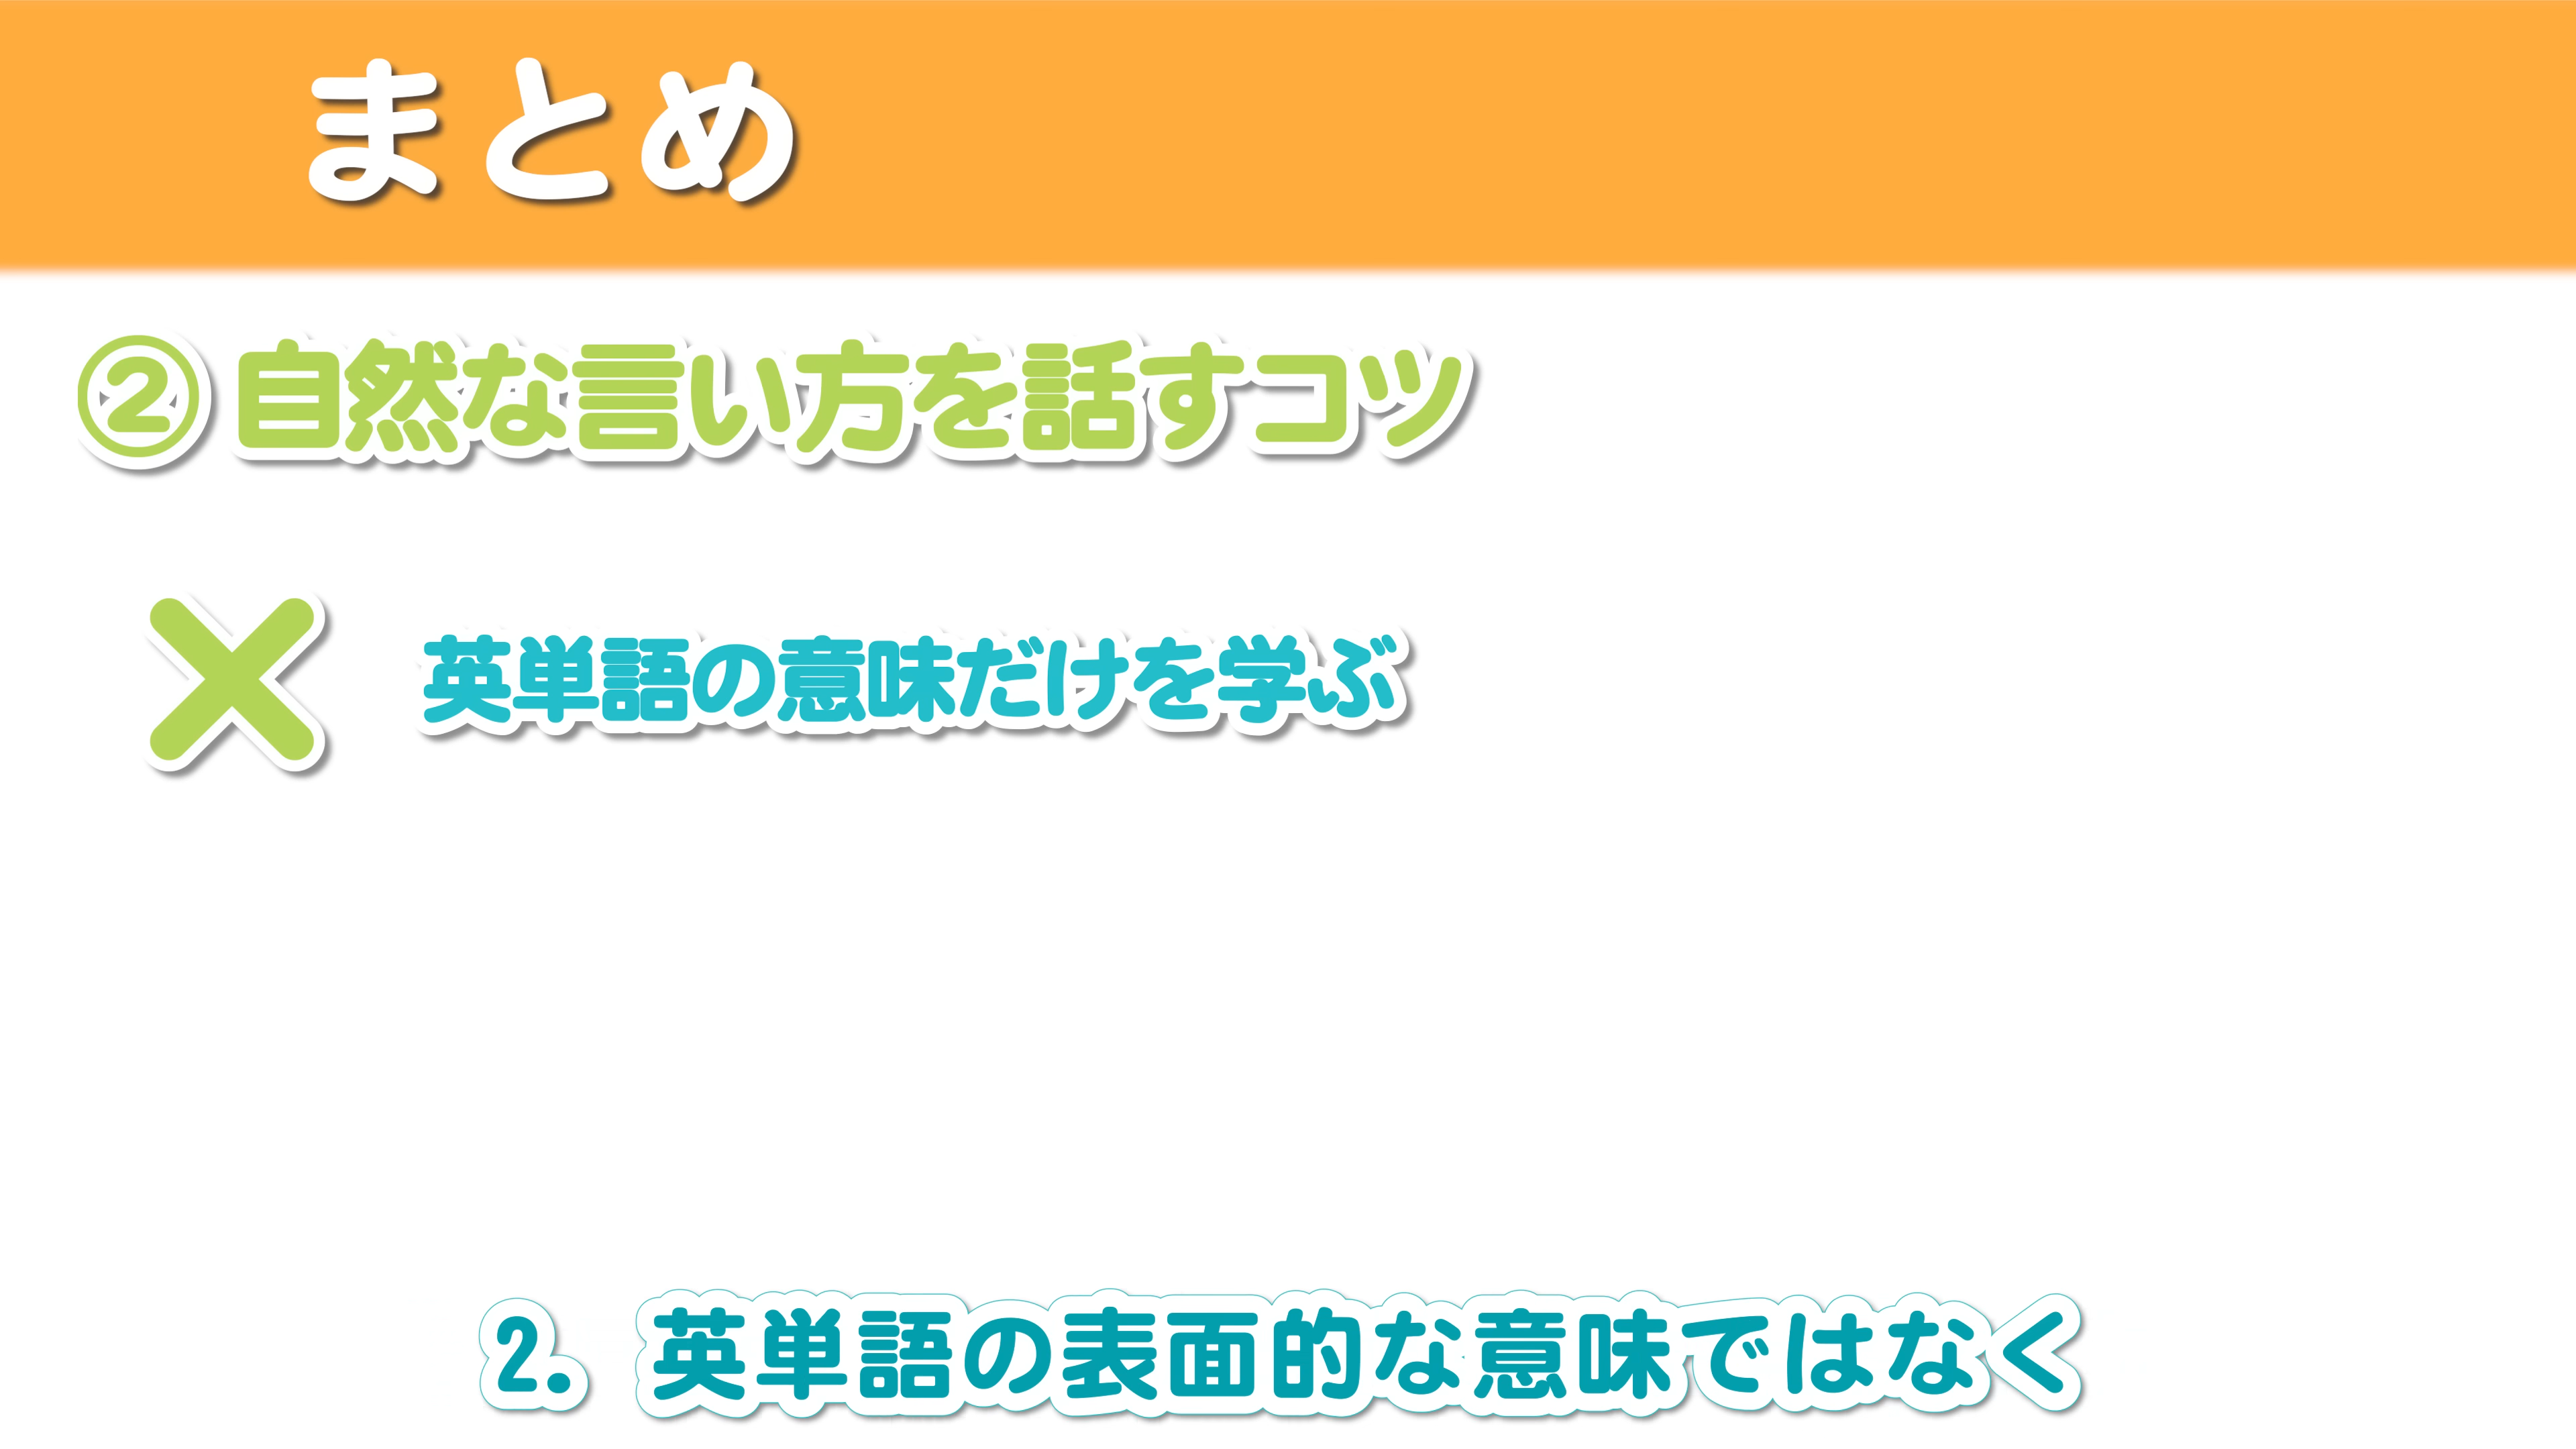 まとめ
② 自然な言い方を話すコツ
× 英単語の意味だけを学ぶ
2. 英単語の表面的な意味ではなく